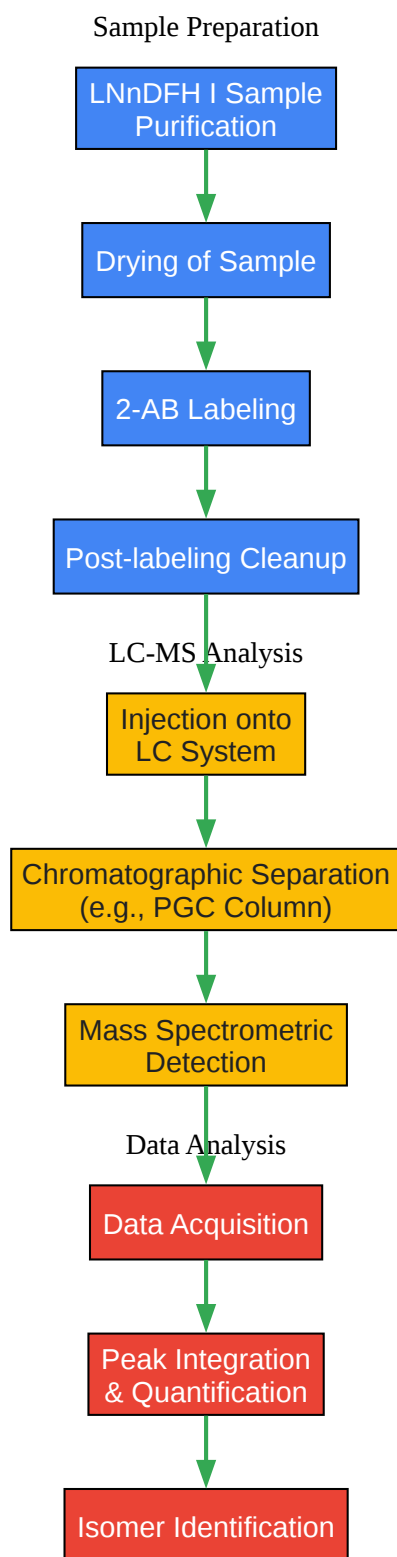 Sample Preparation
LNnDFH I Sample
Purification
Drying of Sample
2-AB Labeling
Post-labeling Cleanup
LC-MS Analysis
Injection onto
LC System
Chromatographic Separation
(e.g., PGC Column)
Mass Spectrometric
Detection
Data Analysis
Data Acquisition
Peak Integration
& Quantification
Isomer Identification